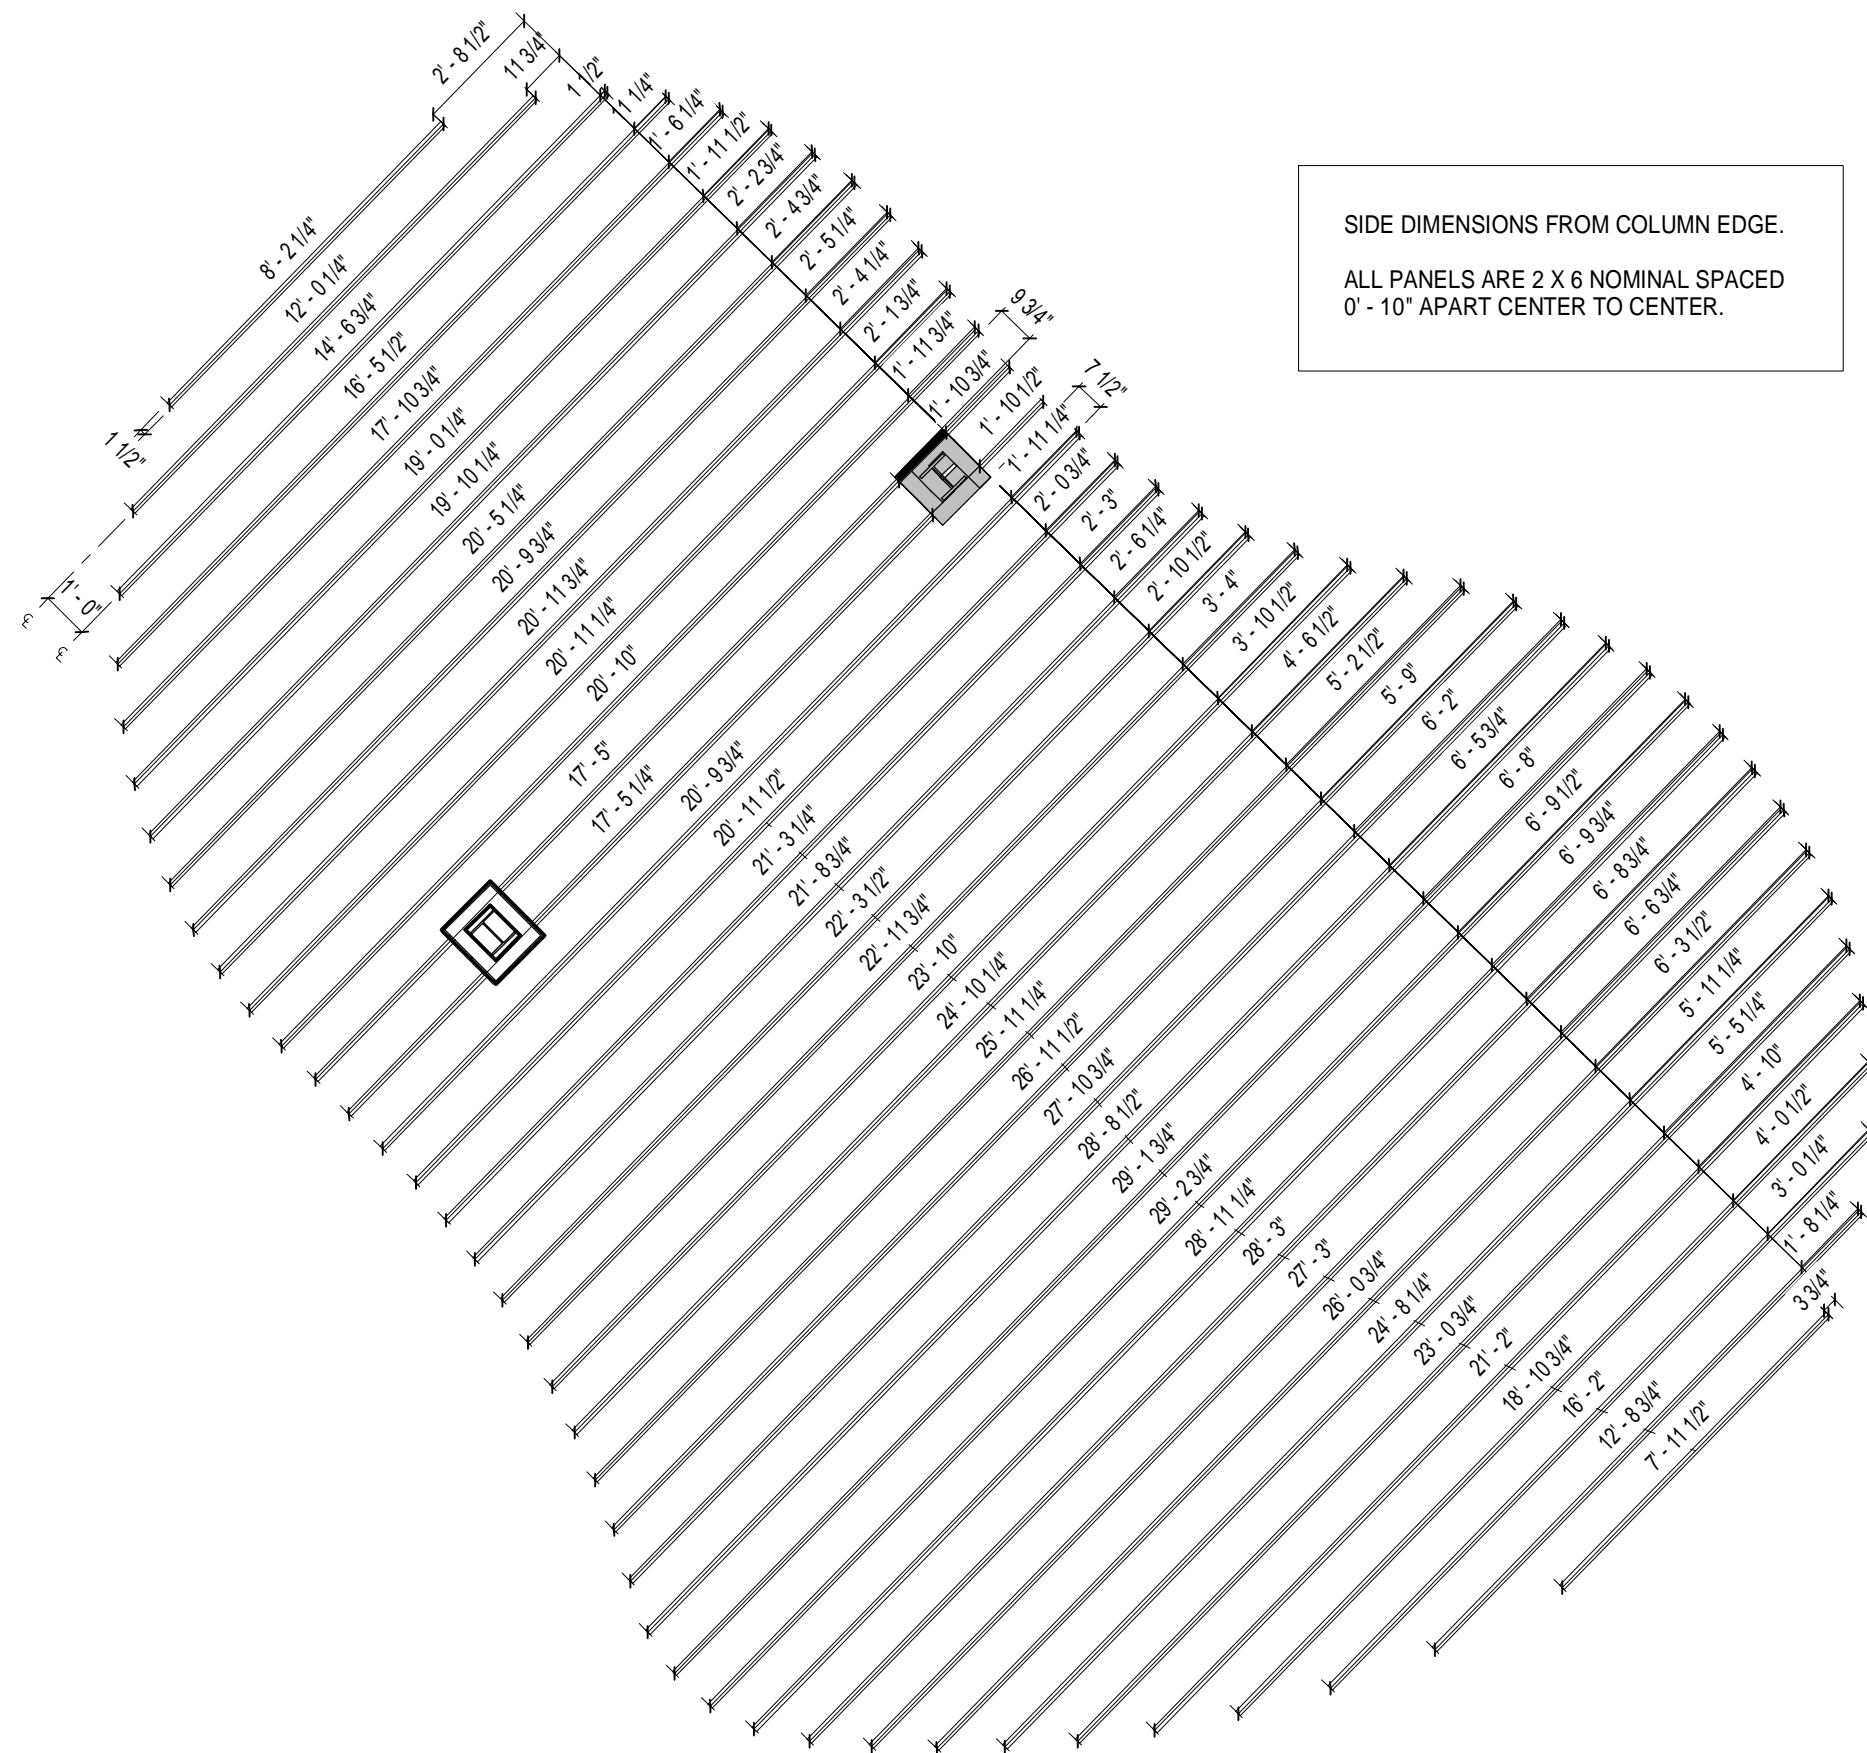 2' - 8 1/2"
11 3/4"
1 1/2"
11 1/4"
1' - 6 1/4"
1' - 11 1/2"
2' - 2 3/4"
2' - 4 3/4"
2' - 5 1/4"
2' - 4 1/4"
2' - 1 3/4"
1' - 11 3/4"
1' - 10 3/4"
9 3/4"
1' - 10 1/2"
7 1/2"
1' - 11 1/4"
2' - 0 3/4"
2' - 3"
2' - 6 1/4"
2' - 10 1/2"
3' - 4"
3' - 10 1/2"
4' - 6 1/2"
5' - 2 1/2"
5' - 9"
6' - 2"
6' - 5 3/4"
6' - 8"
6' - 9 1/2"
6' - 9 3/4"
6' - 8 3/4"
6' - 6 3/4"
6' - 3 1/2"
5' - 11 1/4"
5' - 5 1/4"
4' - 10"
4' - 0 1/2"
3' - 0 1/4"
1' - 8 1/4"
3 3/4"
SIDE DIMENSIONS FROM COLUMN EDGE.
ALL PANELS ARE 2 X 6 NOMINAL SPACED
0' - 10" APART CENTER TO CENTER.
8' - 2 1/4"
12' - 0 1/4"
14' - 6 3/4"
16' - 5 1/2"
17' - 10 3/4"
19' - 0 1/4"
19' - 10 1/4"
20' - 5 1/4"
20' - 9 3/4"
20' - 11 3/4"
20' - 11 1/4"
20' - 10"
17' - 5"
17' - 5 1/4"
20' - 9 3/4"
20' - 11 1/2"
21' - 3 1/4"
21' - 8 3/4"
22' - 3 1/2"
22' - 11 3/4"
23' - 10"
24' - 10 1/4"
25' - 11 1/4"
26' - 11 1/2"
27' - 10 3/4"
28' - 8 1/2"
29' - 1 3/4"
29' - 2 3/4"
28' - 11 1/4"
28' - 3"
27' - 3"
26' - 0 3/4"
24' - 8 1/4"
23' - 0 3/4"
21' - 2"
18' - 10 3/4"
16' - 2"
12' - 8 3/4"
7' - 11 1/2"
1 1/2"
1' - 0"